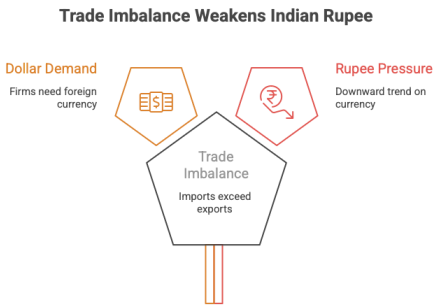 Trade Imbalance Weakens Indian Rupee
Dollar Demand
Firms need foreign
currency
$
Rupee Pressure
Downward trend on
currency
₹
Trade
Imbalance
Imports exceed
exports